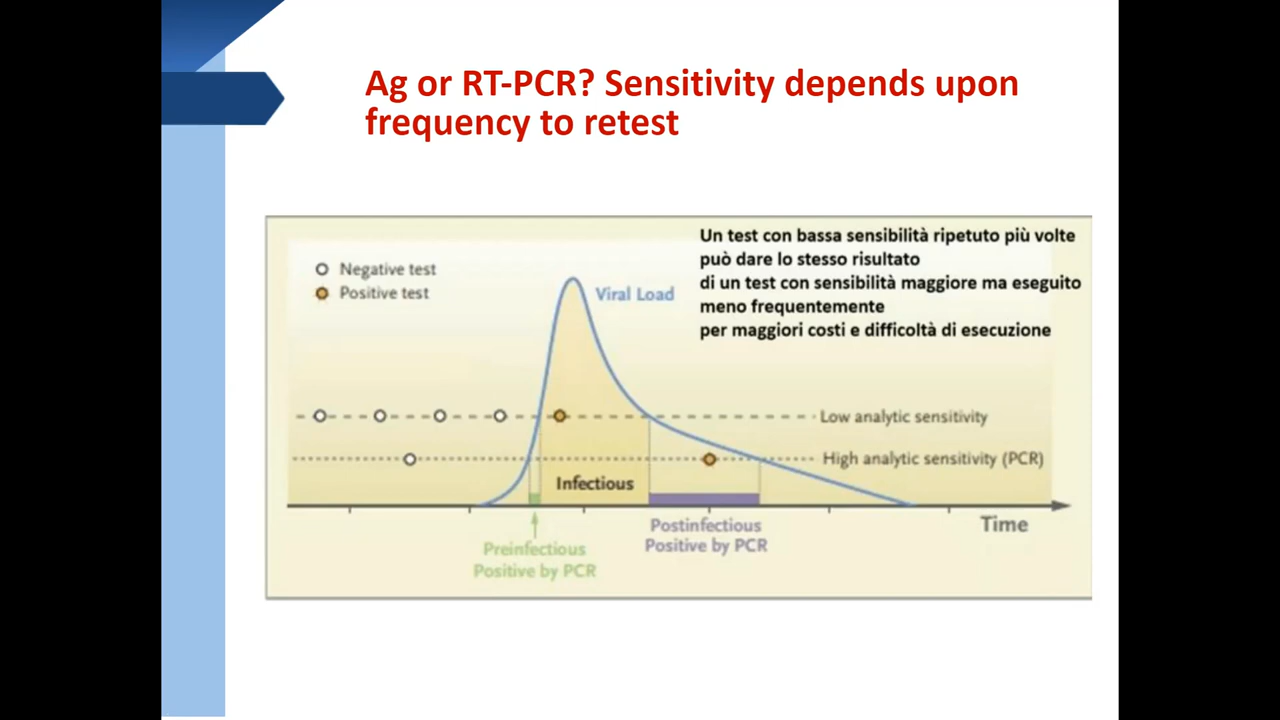 Ag or RT-PCR? Sensitivity depends upon
frequency to retest
Un test con bassa sensibilità ripetuto più volte
può dare lo stesso risultato
di un test con sensibilità maggiore ma eseguito
meno frequentemente
per maggiori costi e difficoltà di esecuzione
Negative test
Positive test
Viral Load
Low analytic sensitivity
High analytic sensitivity (PCR)
Infectious
Time
Preinfectious
Positive by PCR
Postinfectious
Positive by PCR